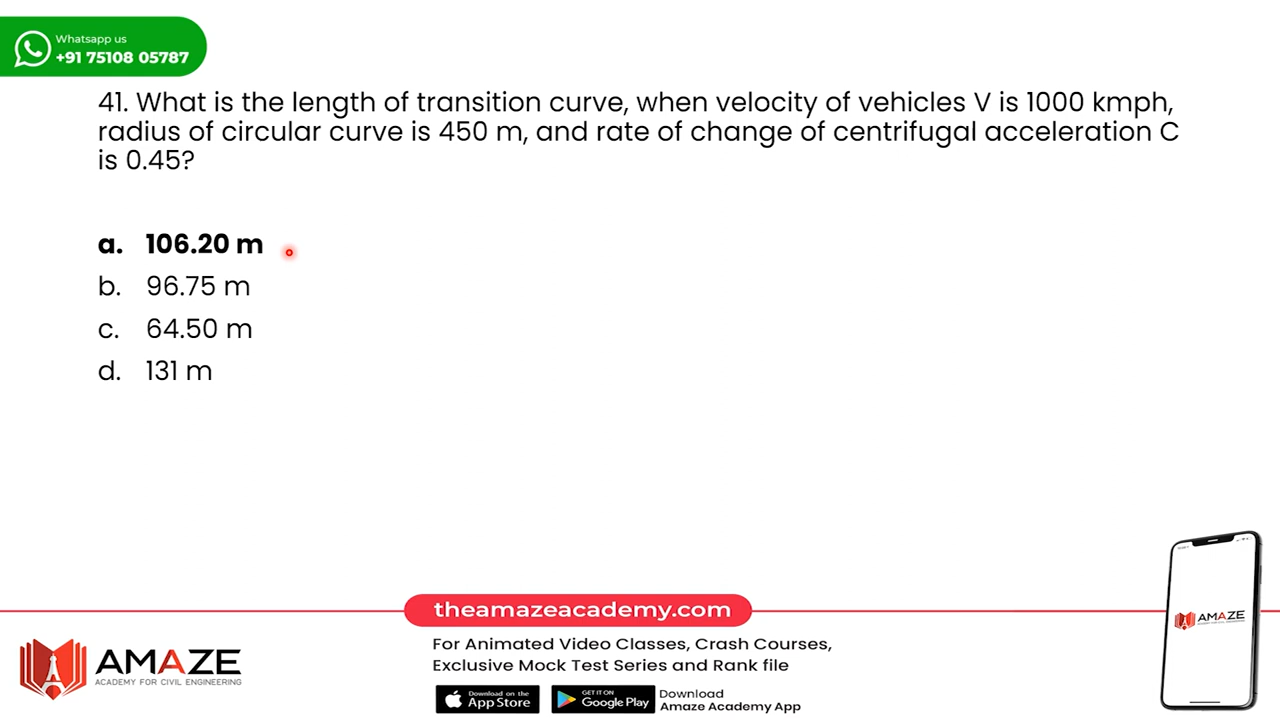 Whatsapp us
+91 75108 05787
41. What is the length of transition curve, when velocity of vehicles V is 1000 kmph,
radius of circular curve is 450 m, and rate of change of centrifugal acceleration C
is 0.45?
a. 106.20 m
b. 96.75 m
c. 64.50 m
d. 131 m
theamazeacademy.com
For Animated Video Classes, Crash Courses,
Exclusive Mock Test Series and Rank file
AMAZE
ACADEMY FOR CIVIL ENGINEERING
Download on the
App Store
GET IT ON
Google Play
Download
Amaze Academy App
AMAZE